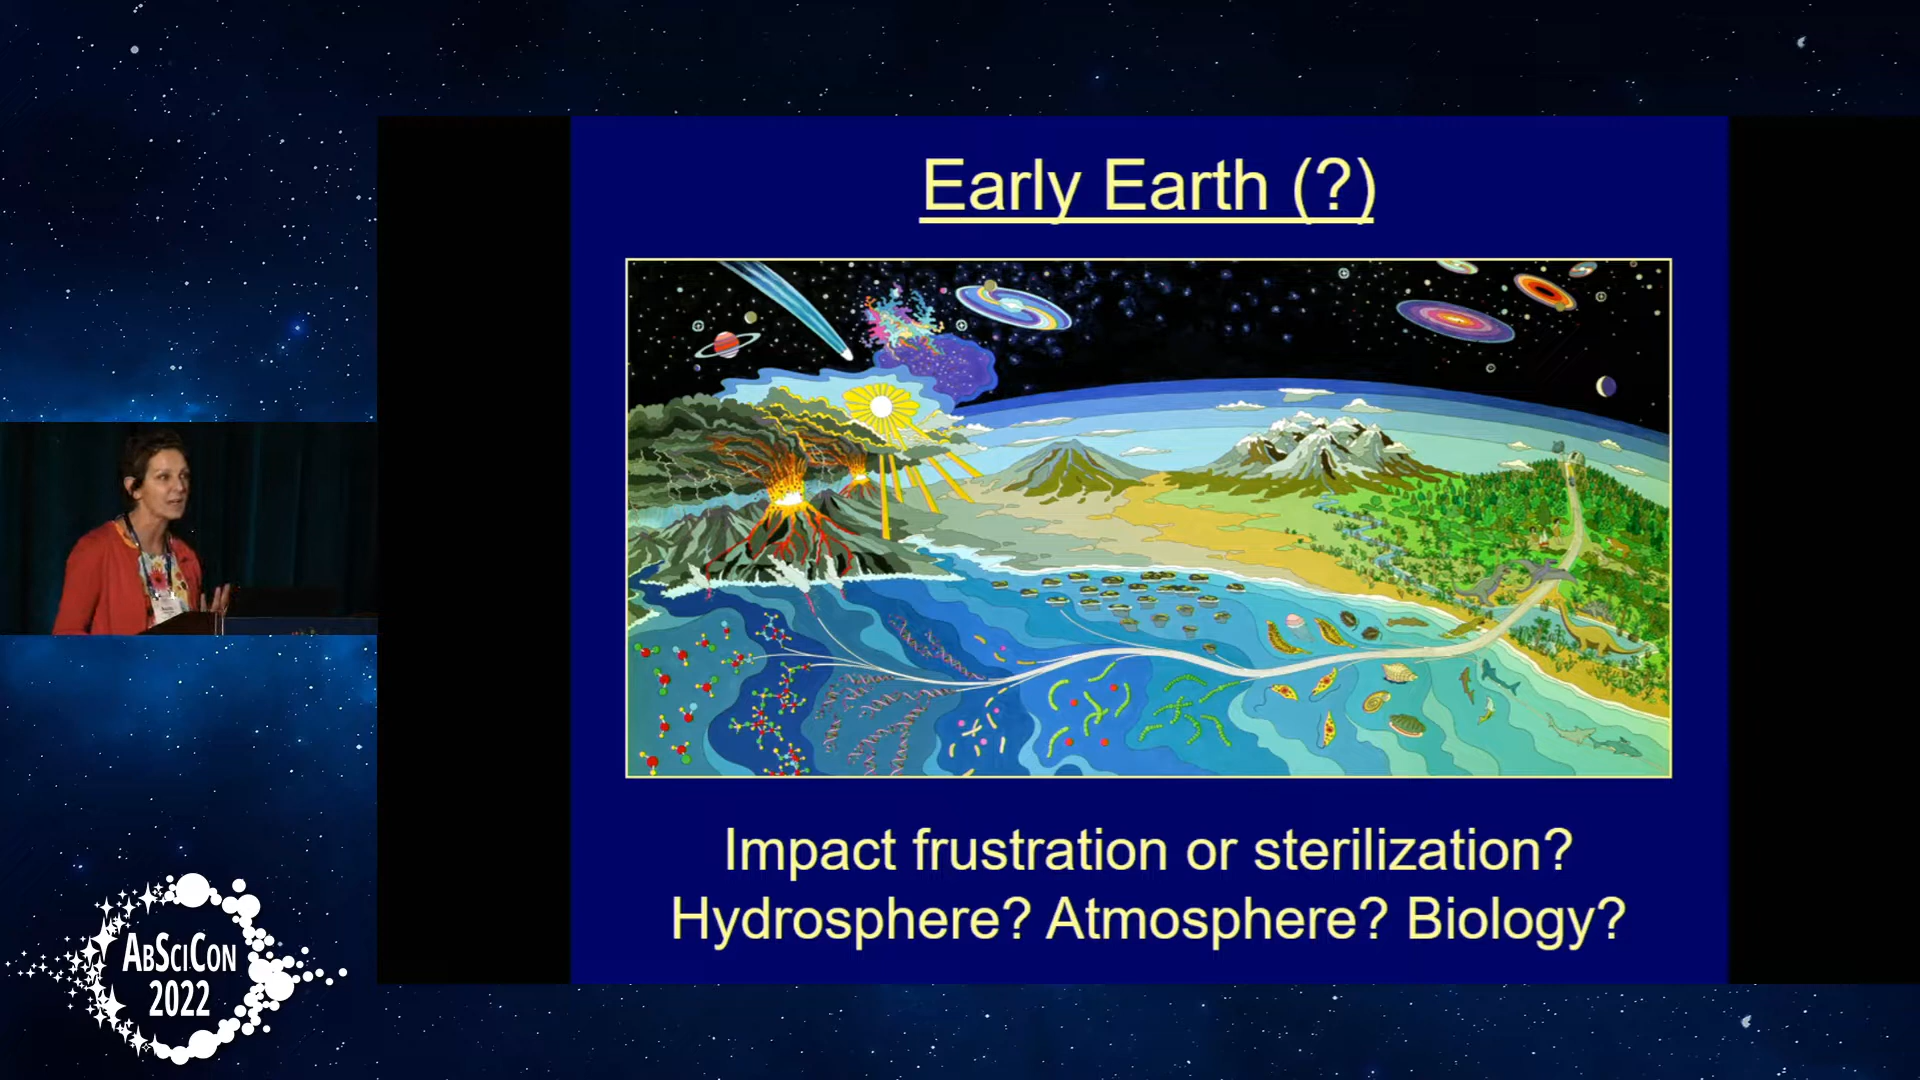 Early Earth (?)
Impact frustration or sterilization?
Hydrosphere? Atmosphere? Biology?
ABSCICON
2022